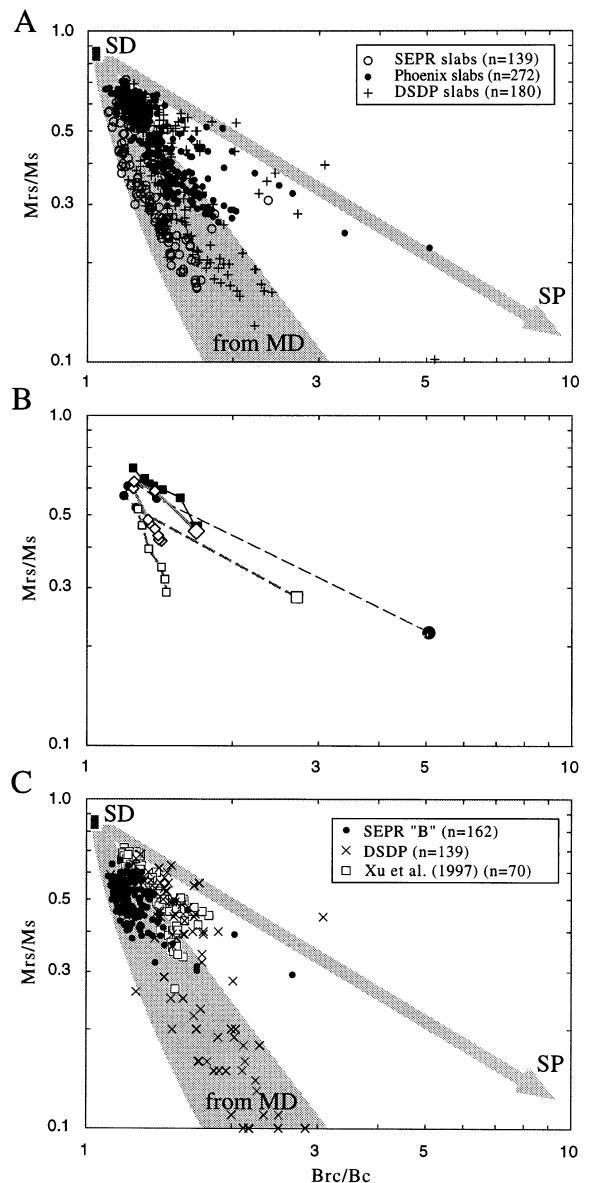 A
1.0
SD
SEPR slabs (n=139)
Phoenix slabs (n=272)
DSDP slabs (n=180)
0.5
Mrs/Ms
0.3
SP
from MD
0.1
1
3
5
10
B
1.0
0.5
Mrs/Ms
0.3
0.1
1
3
5
10
C
1.0
SD
SEPR "B" (n=162)
DSDP (n=139)
Xu et al. (1997) (n=70)
0.5
Mrs/Ms
0.3
SP
from MD
0.1
1
3
5
10
Brc/Bc